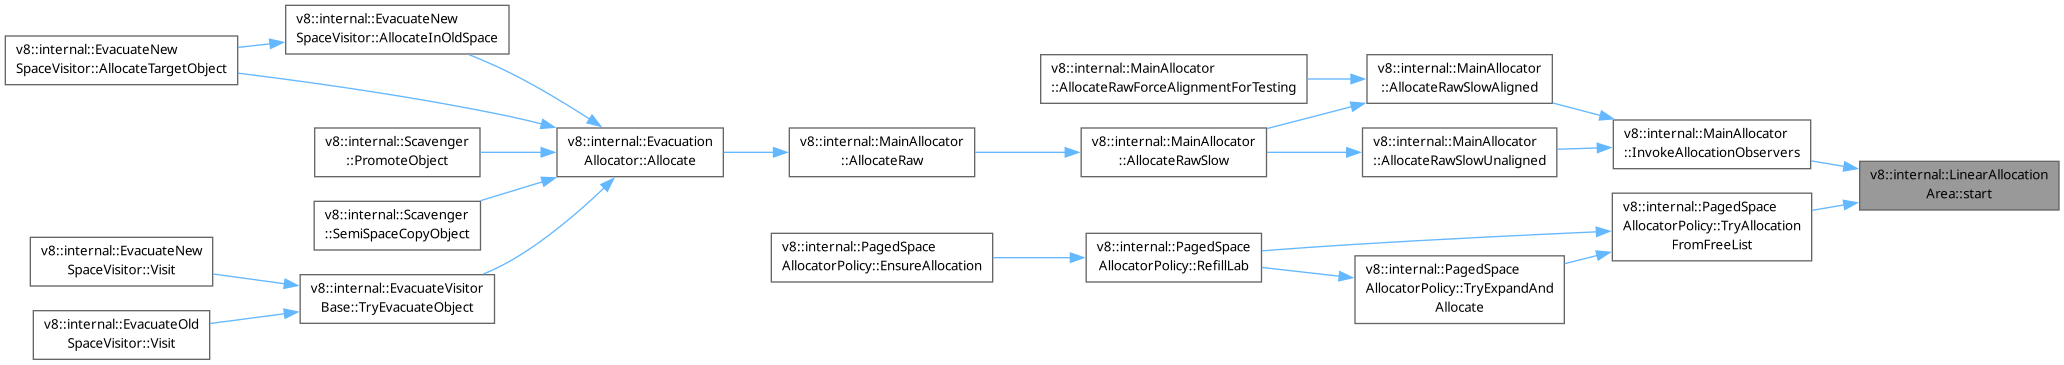 v8::internal::EvacuateNew
SpaceVisitor::AllocateTargetObject
v8::internal::EvacuateNew
SpaceVisitor::AllocateInOldSpace
v8::internal::Scavenger
::PromoteObject
v8::internal::Scavenger
::SemiSpaceCopyObject
v8::internal::EvacuateNew
SpaceVisitor::Visit
v8::internal::EvacuateOld
SpaceVisitor::Visit
v8::internal::EvacuateVisitor
Base::TryEvacuateObject
v8::internal::Evacuation
Allocator::Allocate
v8::internal::MainAllocator
::AllocateRaw
v8::internal::PagedSpace
AllocatorPolicy::EnsureAllocation
v8::internal::MainAllocator
::AllocateRawForceAlignmentForTesting
v8::internal::MainAllocator
::AllocateRawSlow
v8::internal::PagedSpace
AllocatorPolicy::RefillLab
v8::internal::MainAllocator
::AllocateRawSlowAligned
v8::internal::MainAllocator
::AllocateRawSlowUnaligned
v8::internal::PagedSpace
AllocatorPolicy::TryExpandAnd
Allocate
v8::internal::MainAllocator
::InvokeAllocationObservers
v8::internal::PagedSpace
AllocatorPolicy::TryAllocation
FromFreeList
v8::internal::LinearAllocation
Area::start